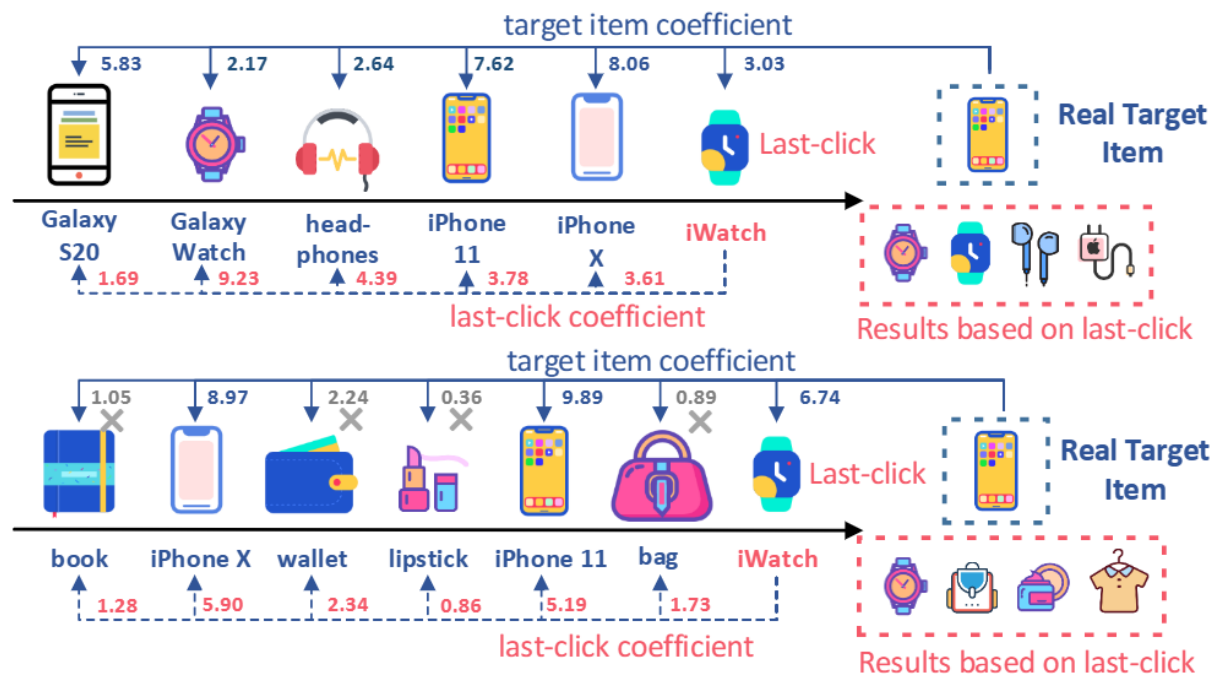 target item coefficient
5.83 2.17 2.64 7.62 8.06 3.03
Last-click
Real Target
Item
Galaxy
S20
Galaxy
Watch
head-
phones
iPhone
11
iPhone
X
iWatch
1.69 9.23 4.39 3.78 3.61
last-click coefficient
Results based on last-click
target item coefficient
1.05 8.97 2.24 0.36 9.89 0.89 6.74
Last-click
Real Target
Item
book iPhone X wallet lipstick iPhone 11 bag iWatch
1.28 5.90 2.34 0.86 5.19 1.73
last-click coefficient
Results based on last-click